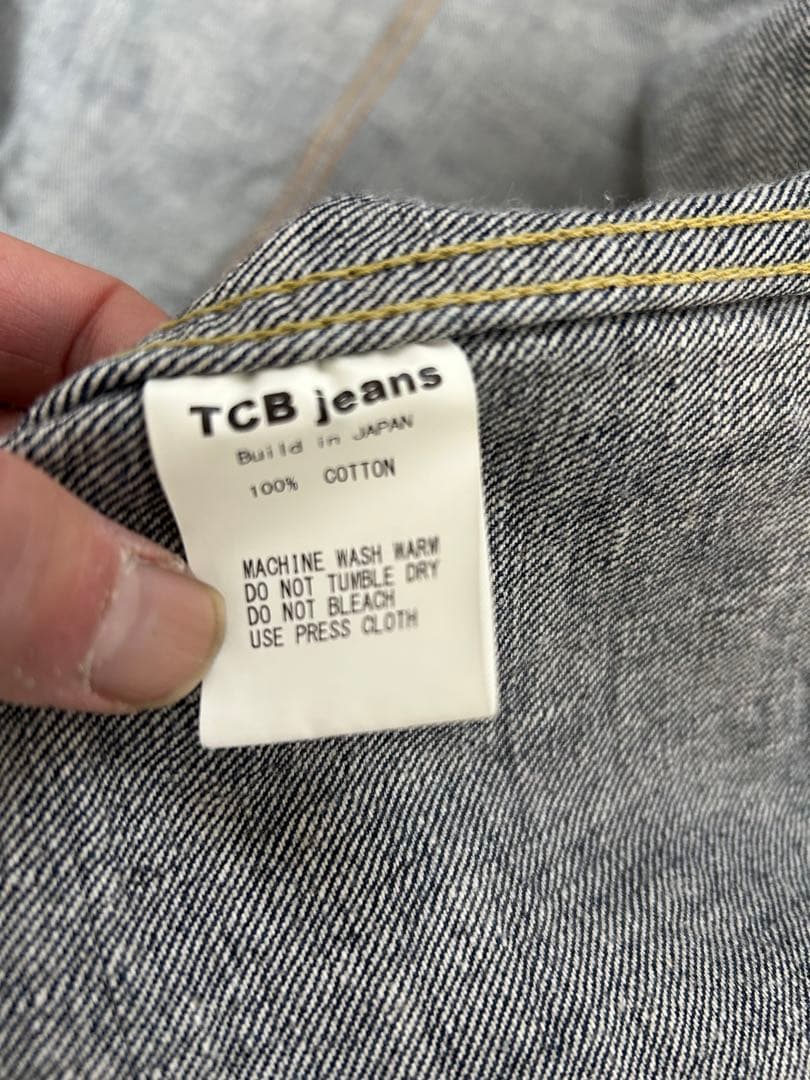 TCB jeans
Build in JAPAN
100% COTTON
MACHINE WASH WARM
DO NOT TUMBLE DRY
DO NOT BLEACH
USE PRESS CLOTH